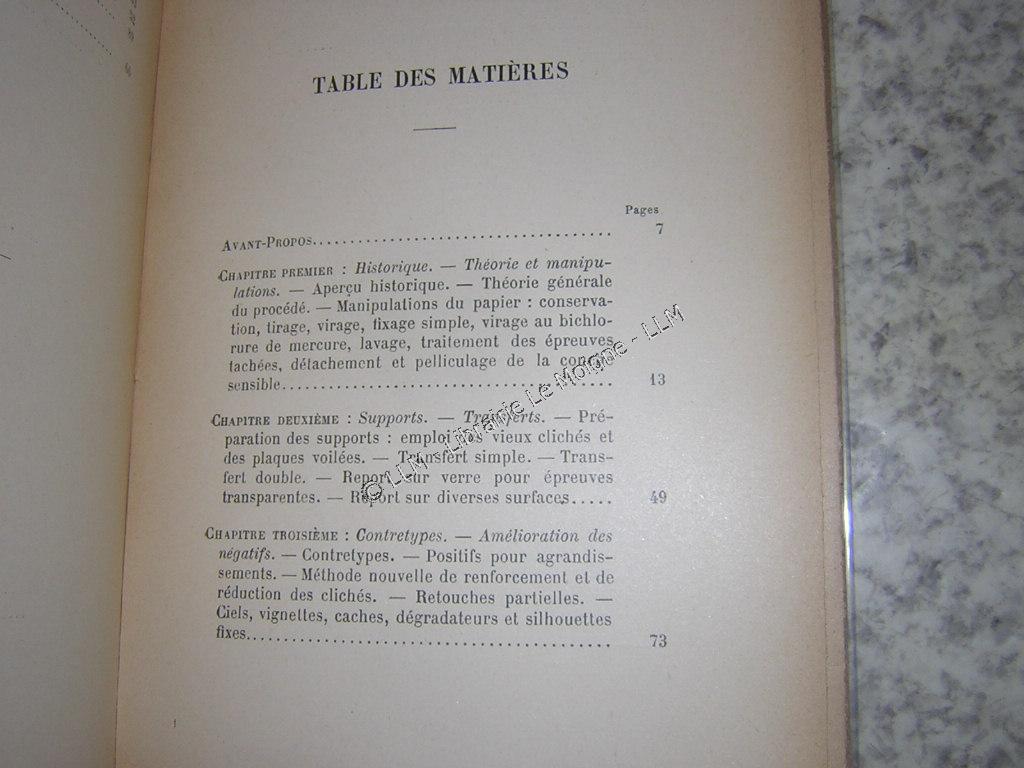 TABLE DES MATIÈRES
Pages
AVANT-PROPOS........................................ 7
CHAPITRE PREMIER : Historique. — Théorie et manipu-
lations. — Aperçu historique. — Théorie générale
du procédé. — Manipulations du papier : conserva-
tion, tirage, virage, fixage simple, virage au bichlo-
rure de mercure, lavage, traitement des épreuves
tachées, détachement et pelliculage de la couche
sensible............................................ 13
CHAPITRE DEUXIÈME : Supports. — Transferts. — Pré-
paration des supports : emploi des vieux clichés et
des plaques voilées. — Transfert simple. — Trans-
fert double. — Report sur verre pour épreuves
transparentes. — Report sur diverses surfaces..... 49
CHAPITRE TROISIÈME : Contretypes. — Amélioration des
négatifs. — Contretypes. — Positifs pour agrandis-
sements. — Méthode nouvelle de renforcement et de
réduction des clichés. — Retouches partielles. —
Ciels, vignettes, caches, dégradateurs et silhouettes
fixes............................................... 73
© LLM - Librairie Le Moigne - LLM